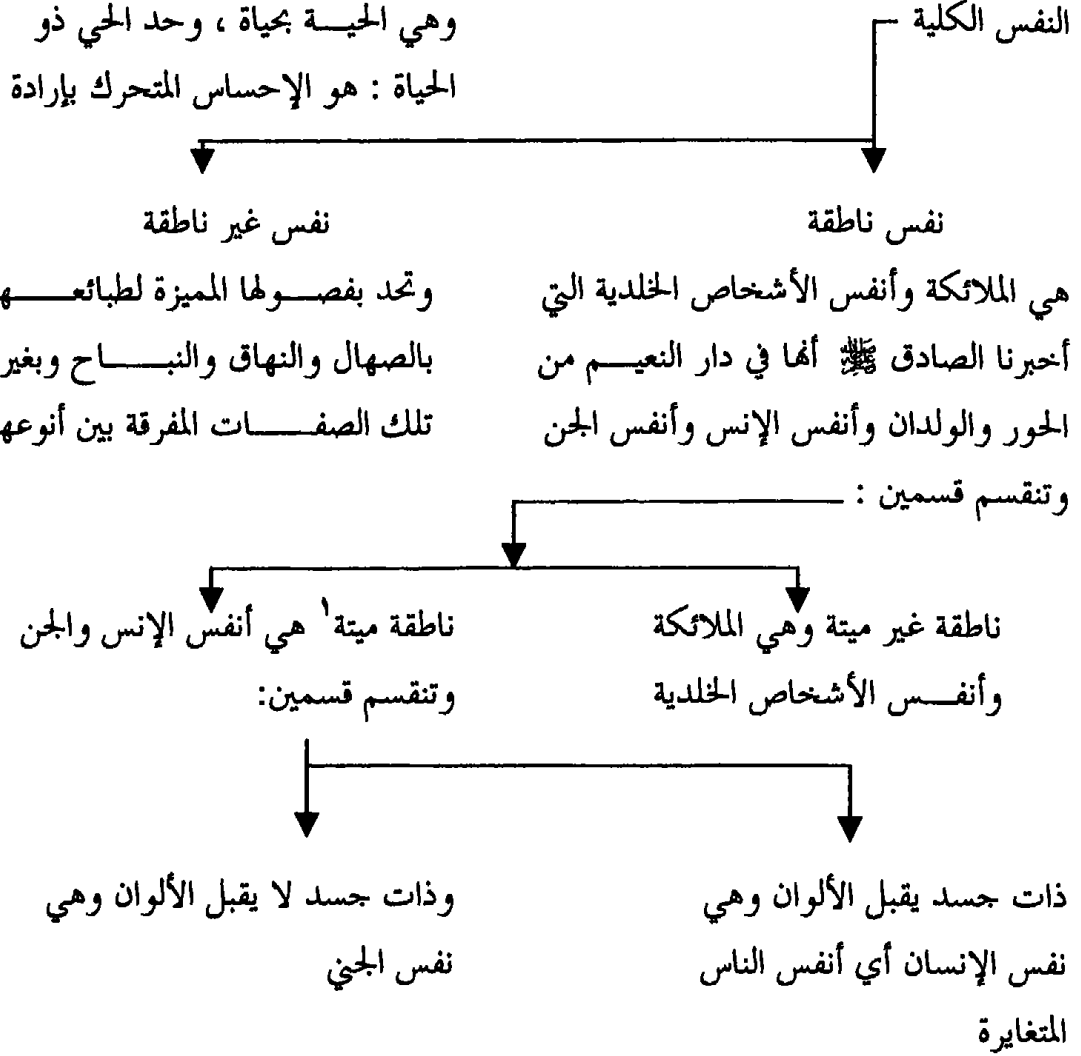 النفس الكلية
وهي الحية بحياة ، وحد الحي ذو
الحياة : هو الإحساس المتحرك بإرادة
نفس ناطقة
هي الملائكة وأنفس الأشخاص الخلدية التي
أخبرنا الصادق ﷺ أنها في دار النعيم من
الحور والولدان وأنفس الإنس وأنفس الجن
وتنقسم قسمين :
نفس غير ناطقة
وتحد بفصولها المميزة لطبائعها
بالصهال والنهاق والنباح وبغير
تلك الصفات المفرقة بين أنوعها
ناطقة غير ميتة وهي الملائكة
وأنفس الأشخاص الخلدية
ناطقة ميتة١ هي أنفس الإنس والجن
وتنقسم قسمين:
ذات جسد يقبل الألوان وهي
نفس الإنسان أي أنفس الناس
المتغايرة
وذات جسد لا يقبل الألوان وهي
نفس الجني